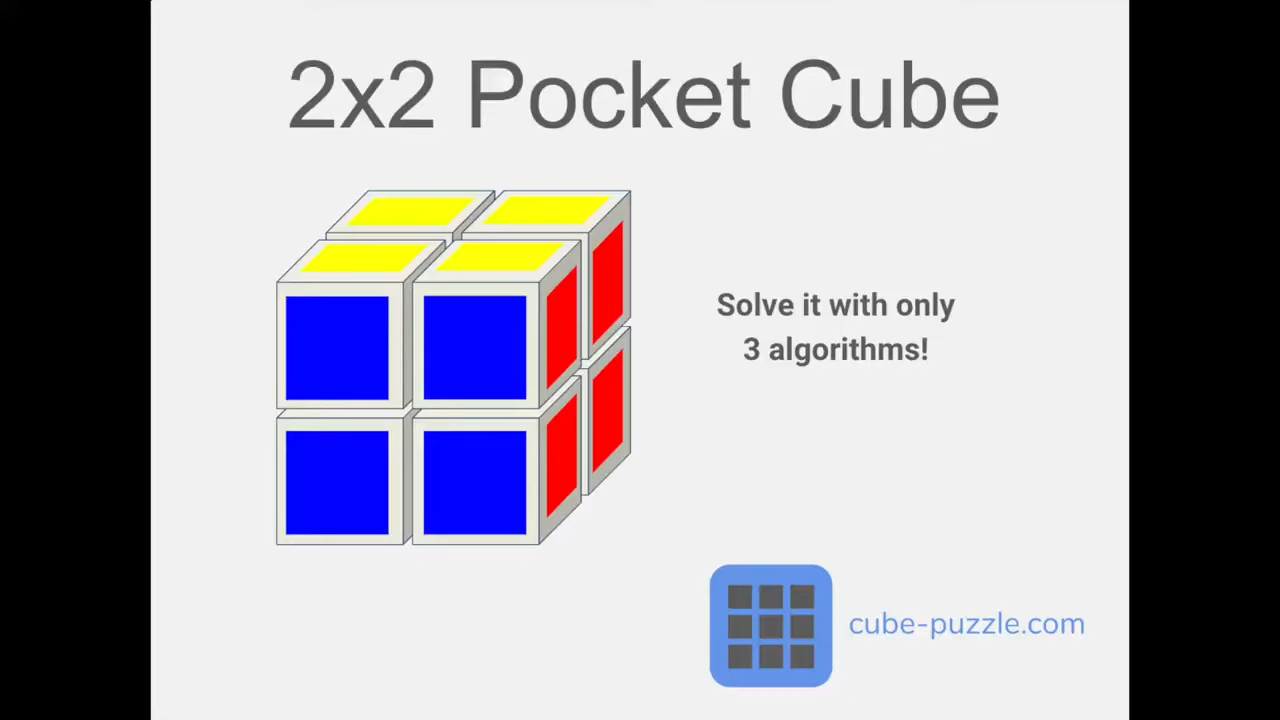 2x2 Pocket Cube
Solve it with only
3 algorithms!
cube-puzzle.com